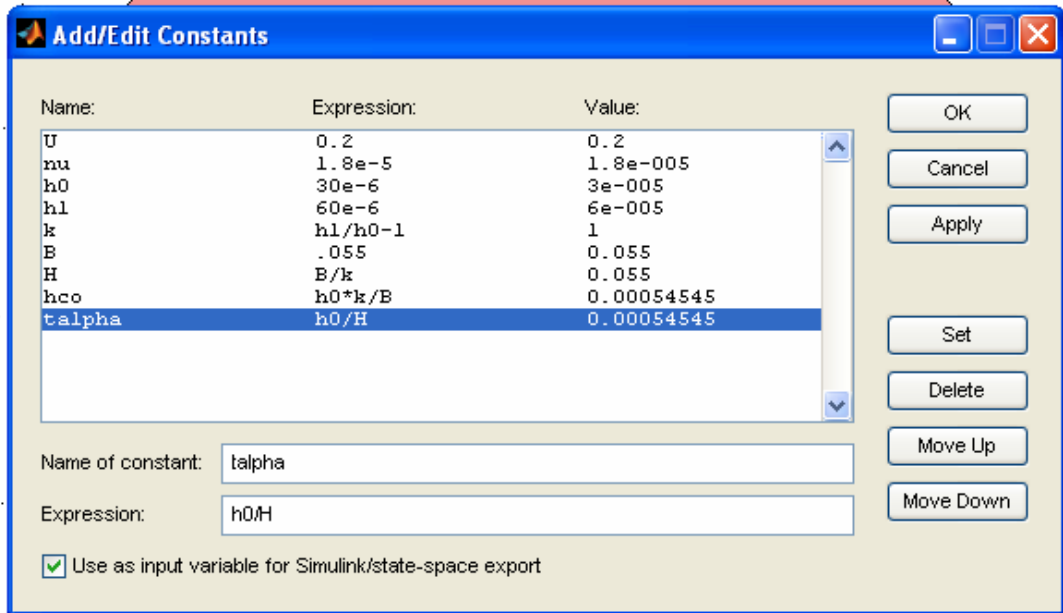 Add/Edit Constants
Name: Expression: Value:
U 0.2 0.2
nu 1.8e-5 1.8e-005
h0 30e-6 3e-005
h1 60e-6 6e-005
k h1/h0-1 1
B .055 0.055
H B/k 0.055
hco h0*k/B 0.00054545
talpha h0/H 0.00054545
OK
Cancel
Apply
Set
Delete
Move Up
Move Down
Name of constant: talpha
Expression: h0/H
Use as input variable for Simulink/state-space export